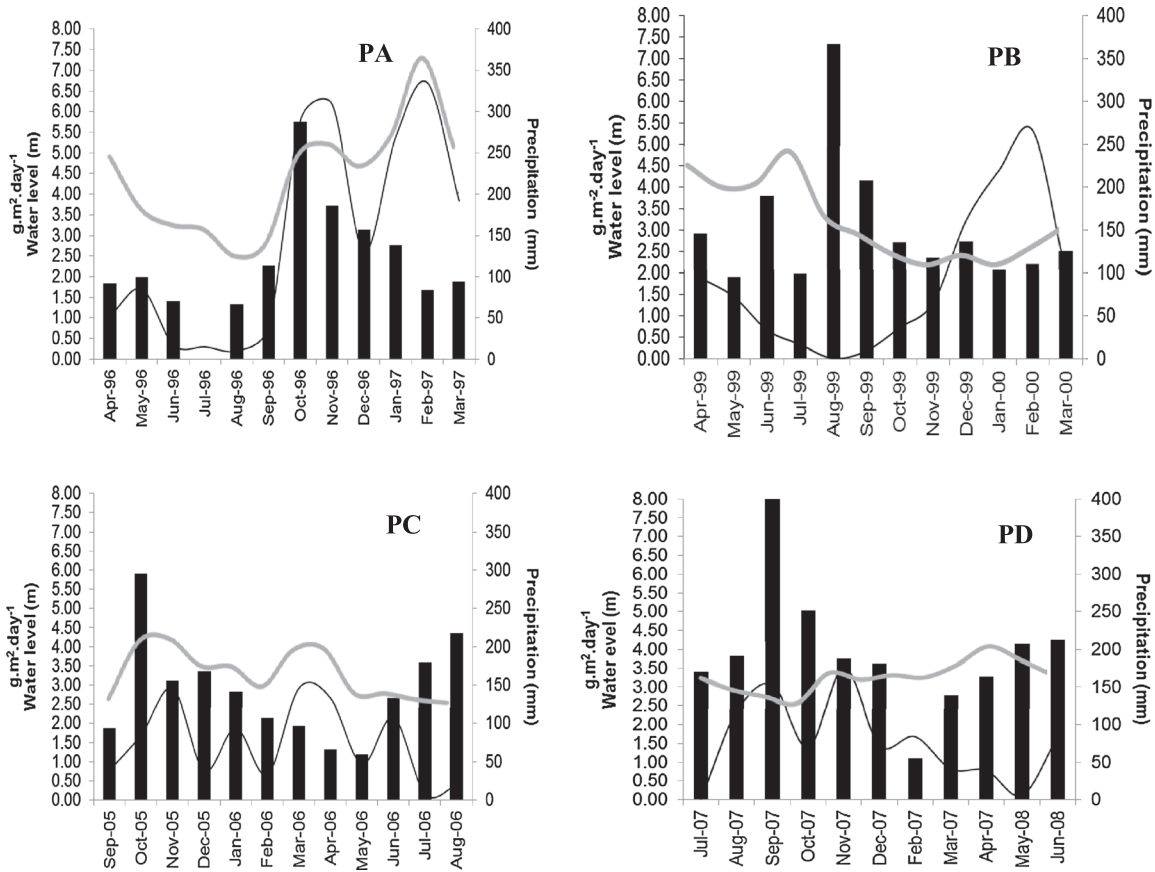 PA
8.00
7.50
7.00
6.50
6.00
5.50
5.00
4.50
4.00
3.50
3.00
2.50
2.00
1.50
1.00
0.50
0.00
g.m².day⁻¹
Water level (m)
400
350
300
250
200
150
100
50
0
Precipitation (mm)
Apr-96
May-96
Jun-96
Jul-96
Aug-96
Sep-96
Oct-96
Nov-96
Dec-96
Jan-97
Feb-97
Mar-97
PB
8.00
7.50
7.00
6.50
6.00
5.50
5.00
4.50
4.00
3.50
3.00
2.50
2.00
1.50
1.00
0.50
0.00
g.m⁻².day⁻¹
Water level (m)
400
350
300
250
200
150
100
50
0
Precipitation (mm)
Apr-99
May-99
Jun-99
Jul-99
Aug-99
Sep-99
Oct-99
Nov-99
Dec-99
Jan-00
Feb-00
Mar-00
PC
8.00
7.50
7.00
6.50
6.00
5.50
5.00
4.50
4.00
3.50
3.00
2.50
2.00
1.50
1.00
0.50
0.00
g.m².day⁻¹
Water level (m)
400
350
300
250
200
150
100
50
0
Precipitation (mm)
Sep-05
Oct-05
Nov-05
Dec-05
Jan-06
Feb-06
Mar-06
Apr-06
May-06
Jun-06
Jul-06
Aug-06
PD
8.00
7.50
7.00
6.50
6.00
5.50
5.00
4.50
4.00
3.50
3.00
2.50
2.00
1.50
1.00
0.50
0.00
g.m².day⁻¹
Water evel (m)
400
350
300
250
200
150
100
50
0
Precipitation (mm)
Jul-07
Aug-07
Sep-07
Oct-07
Nov-07
Dec-07
Feb-07
Mar-07
Apr-07
May-08
Jun-08